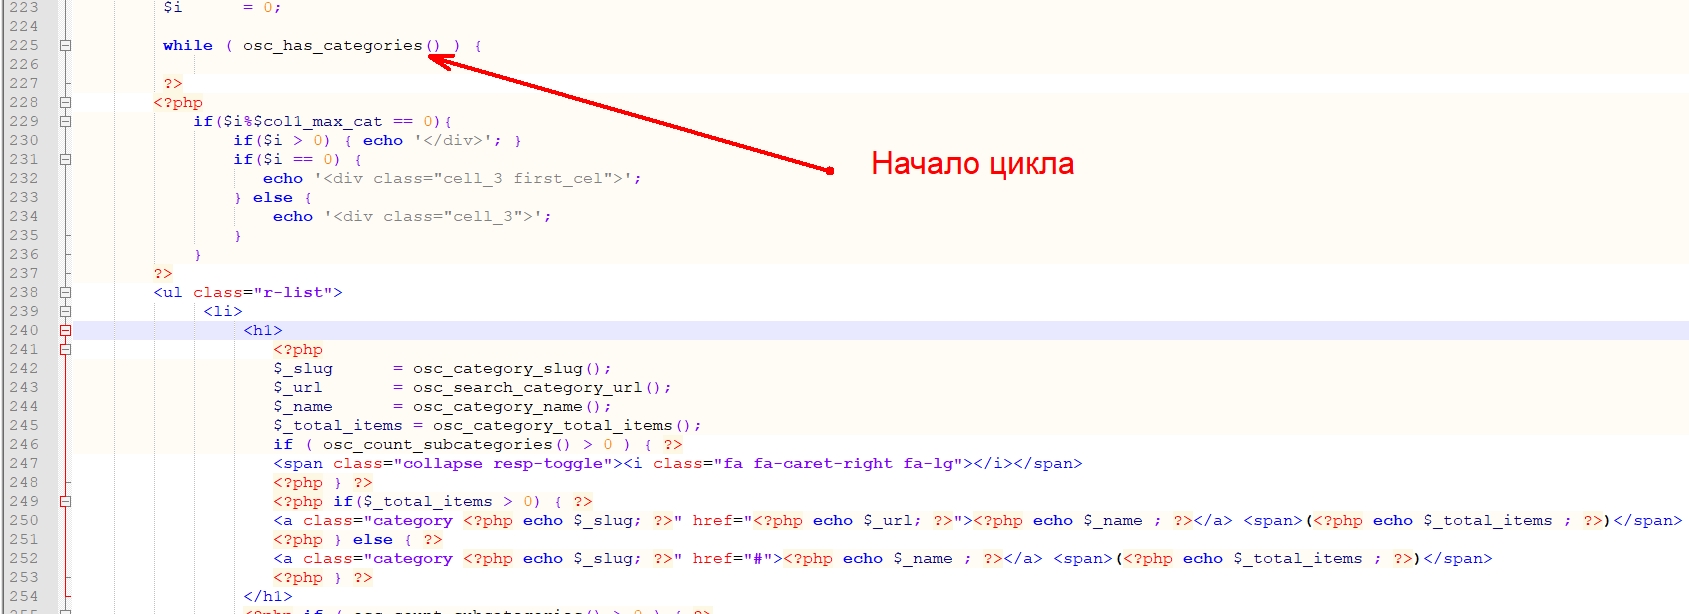 223 $i = 0;
224
225 while ( osc_has_categories() ) {
226
227 ?>
228 <?php
229 if($i%$col1_max_cat == 0){
230 if($i > 0) { echo '</div>'; }
231 if($i == 0) {
232 echo '<div class="cell_3 first_cel">';
233 } else {
234 echo '<div class="cell_3">';
235 }
236 }
237 ?>
238 <ul class="r-list">
239 <li>
240 <h1>
241 <?php
242 $_slug = osc_category_slug();
243 $_url = osc_search_category_url();
244 $_name = osc_category_name();
245 $_total_items = osc_category_total_items();
246 if ( osc_count_subcategories() > 0 ) { ?>
247 <span class="collapse resp-toggle"><i class="fa fa-caret-right fa-lg"></i></span>
248 <?php } ?>
249 <?php if($_total_items > 0) { ?>
250 <a class="category <?php echo $_slug; ?>" href="<?php echo $_url; ?>"><?php echo $_name ; ?></a> <span>(<?php echo $_total_items ; ?>)</span>
251 <?php } else { ?>
252 <a class="category <?php echo $_slug; ?>" href="#"><?php echo $_name ; ?></a> <span>(<?php echo $_total_items ; ?>)</span>
253 <?php } ?>
254 </h1>
255 <?php if ( osc_count_subcategories() > 0 ) { ?>
Начало цикла